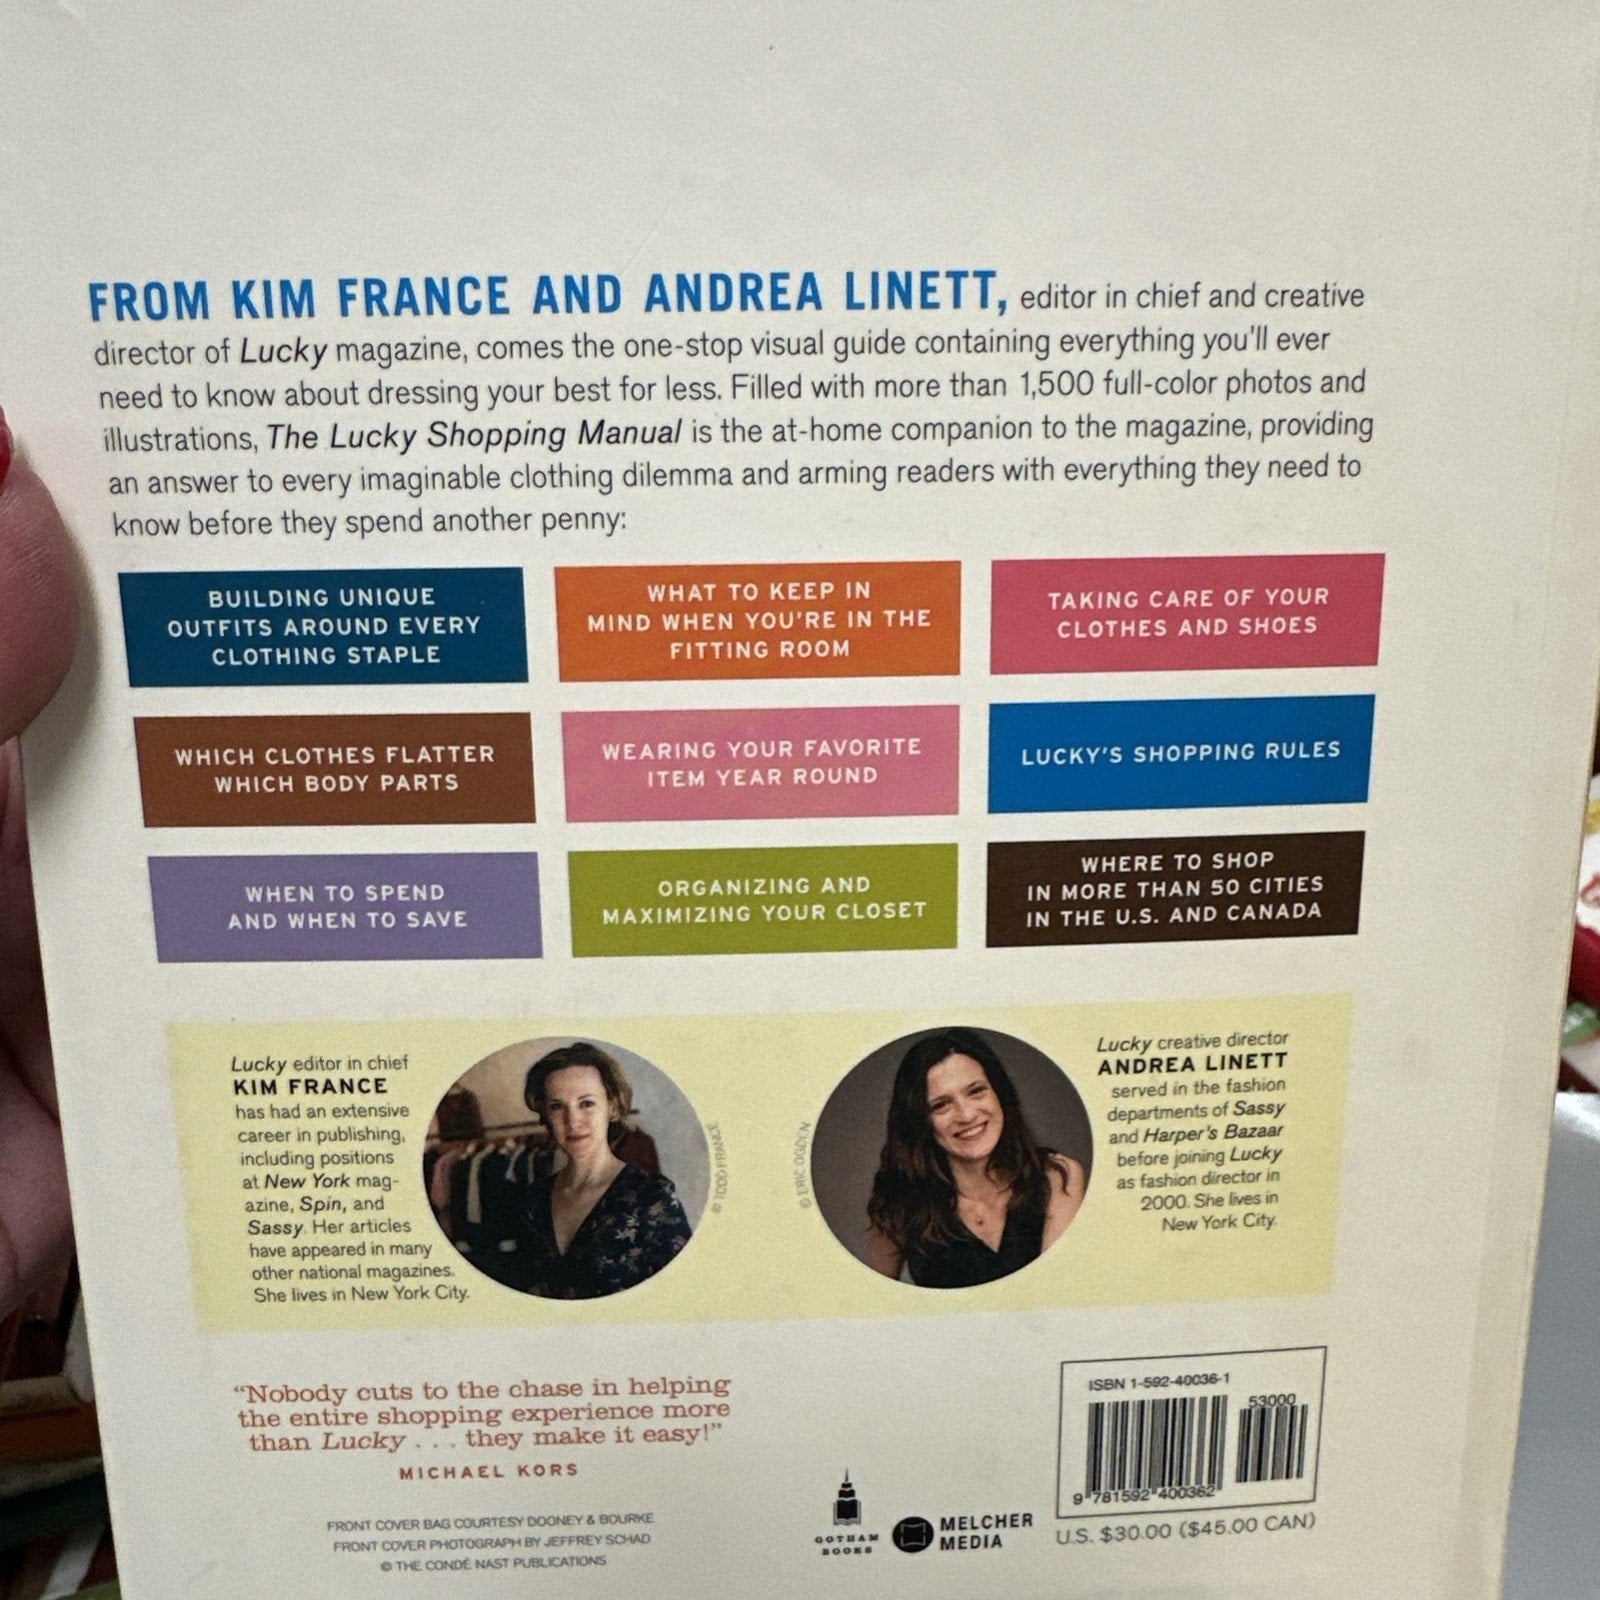 FROM KIM FRANCE AND ANDREA LINETT, editor in chief and creative
director of Lucky magazine, comes the one-stop visual guide containing everything you'll ever
need to know about dressing your best for less. Filled with more than 1,500 full-color photos and
illustrations, The Lucky Shopping Manual is the at-home companion to the magazine, providing
an answer to every imaginable clothing dilemma and arming readers with everything they need to
know before they spend another penny:
BUILDING UNIQUE
OUTFITS AROUND EVERY
CLOTHING STAPLE
WHAT TO KEEP IN
MIND WHEN YOU'RE IN THE
FITTING ROOM
TAKING CARE OF YOUR
CLOTHES AND SHOES
WHICH CLOTHES FLATTER
WHICH BODY PARTS
WEARING YOUR FAVORITE
ITEM YEAR ROUND
LUCKY'S SHOPPING RULES
WHEN TO SPEND
AND WHEN TO SAVE
ORGANIZING AND
MAXIMIZING YOUR CLOSET
WHERE TO SHOP
IN MORE THAN 50 CITIES
IN THE U.S. AND CANADA
Lucky editor in chief
KIM FRANCE
has had an extensive
career in publishing,
including positions
at New York mag-
azine, Spin, and
Sassy. Her articles
have appeared in many
other national magazines.
She lives in New York City.
© TODD FRANCE
© ERIC OGDEN
Lucky creative director
ANDREA LINETT
served in the fashion
departments of Sassy
and Harper's Bazaar
before joining Lucky
as fashion director in
2000. She lives in
New York City.
"Nobody cuts to the chase in helping
the entire shopping experience more
than Lucky . . . they make it easy!"
MICHAEL KORS
FRONT COVER BAG COURTESY DOONEY & BOURKE
FRONT COVER PHOTOGRAPH BY JEFFREY SCHAD
© THE CONDÉ NAST PUBLICATIONS
GOTHAM
BOOKS
MELCHER
MEDIA
ISBN 1-592-40036-1
53000
9 781592 400362
U.S. $30.00 ($45.00 CAN)